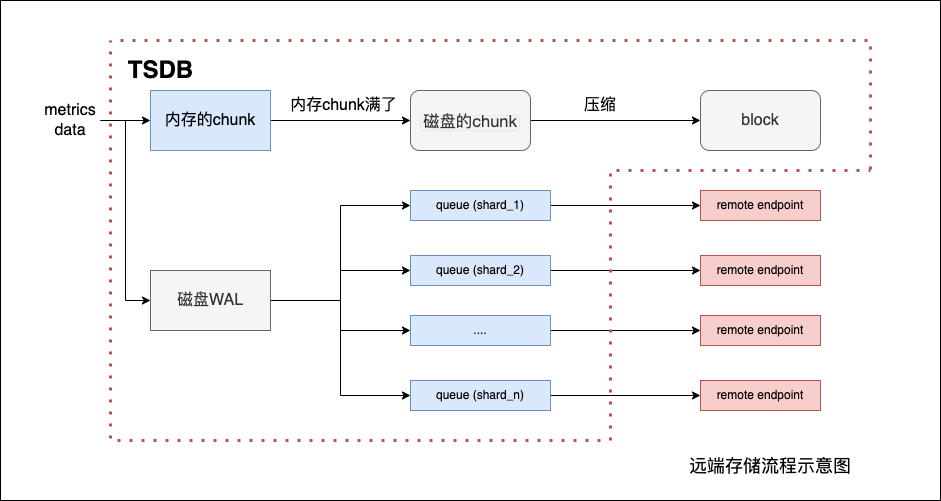 TSDB
metrics
data
内存的chunk
内存chunk满了
磁盘的chunk
压缩
block
queue (shard_1)
remote endpoint
queue (shard_2)
remote endpoint
磁盘WAL
....
remote endpoint
queue (shard_n)
remote endpoint
远端存储流程示意图